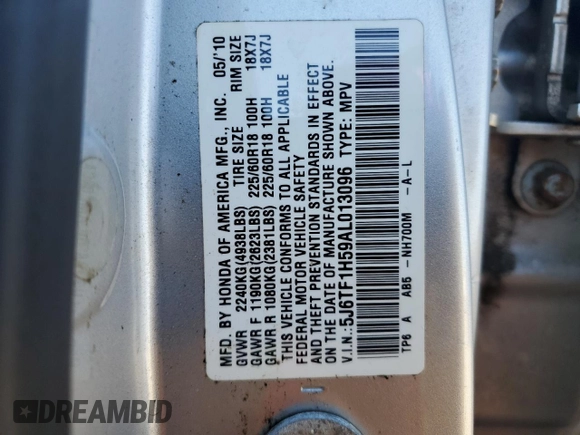 MFD. BY HONDA OF AMERICA MFG., INC. 05/'10
GVWR 2240KG(4938LBS) TIRE SIZE RIM SIZE
GAWR F 1190KG(2623LBS) 225/60R18 100H 18X7J
GAWR R 1080KG(2381LBS) 225/60R18 100H 18X7J
THIS VEHICLE CONFORMS TO ALL APPLICABLE
FEDERAL MOTOR VEHICLE SAFETY
AND THEFT PREVENTION STANDARDS IN EFFECT
ON THE DATE OF MANUFACTURE SHOWN ABOVE.
V.I.N.:5J6TF1H59AL013096 TYPE: MPV
TP6 A AB5 -NH700M -A-L
DREAMBID